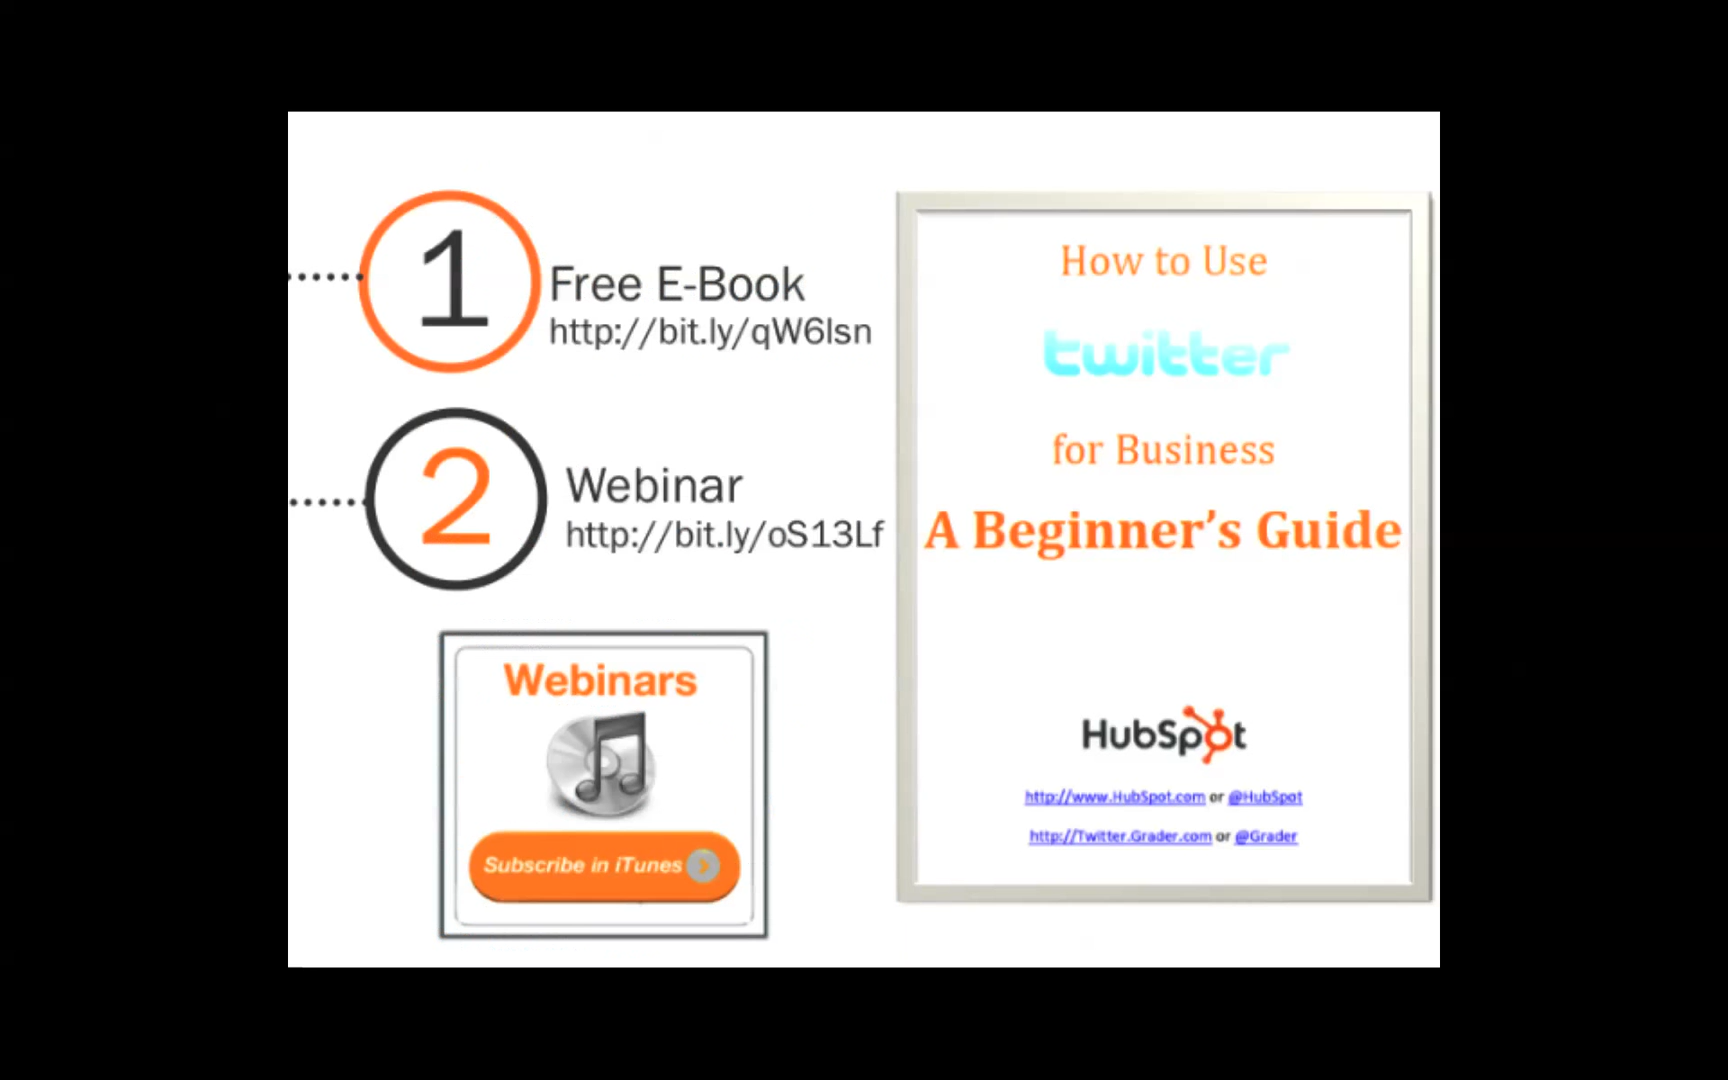 1
Free E-Book
http://bit.ly/qW6Isn
2
Webinar
http://bit.ly/oS13Lf
Webinars
Subscribe in iTunes
How to Use
twitter
for Business
A Beginner's Guide
HubSpot
http://www.HubSpot.com or @HubSpot
http://Twitter.Grader.com or @Grader